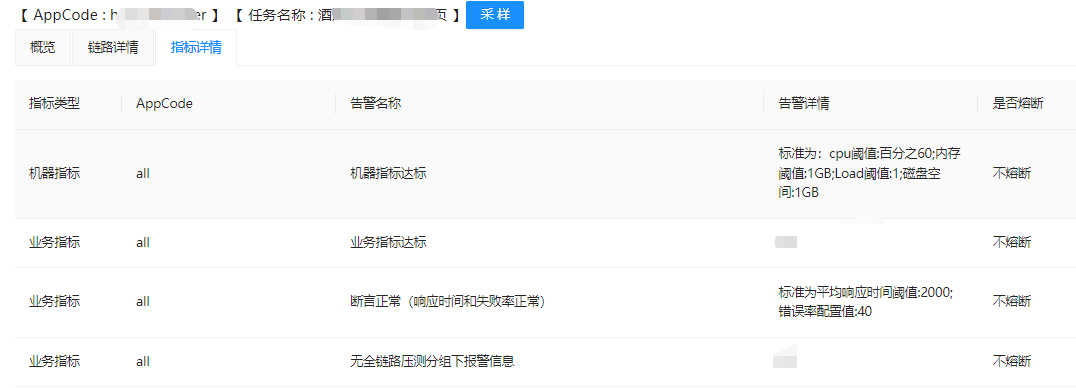 【 AppCode : h er 】 【 任务名称 : 酒 页 】 采 样
概览 链路详情 指标详情
指标类型 AppCode 告警名称 告警详情 是否熔断
机器指标 all 机器指标达标 标准为：cpu阈值:百分之60;内存 不熔断
阈值:1GB;Load阈值:1;磁盘空
间:1GB
业务指标 all 业务指标达标 不熔断
业务指标 all 断言正常（响应时间和失败率正常） 标准为平均响应时间阈值:2000; 不熔断
错误率配置值:40
业务指标 all 无全链路压测分组下报警信息 不熔断